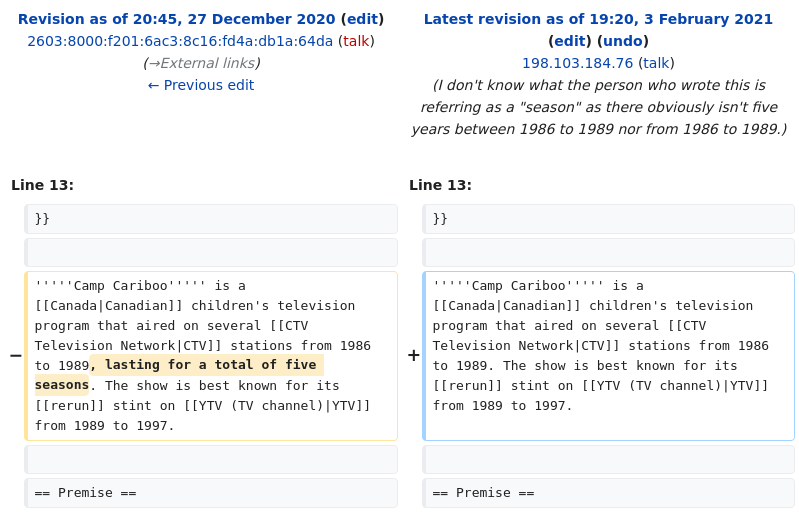 Revision as of 20:45, 27 December 2020 (edit)
2603:8000:f201:6ac3:8c16:fd4a:db1a:64da (talk)
(→External links)
← Previous edit
Latest revision as of 19:20, 3 February 2021
(edit) (undo)
198.103.184.76 (talk)
(I don't know what the person who wrote this is
referring as a "season" as there obviously isn't five
years between 1986 to 1989 nor from 1986 to 1989.)
Line 13:
Line 13:
}}
}}
−
'''''Camp Cariboo''''' is a
[[Canada|Canadian]] children's television
program that aired on several [[CTV
Television Network|CTV]] stations from 1986
to 1989, lasting for a total of five
seasons. The show is best known for its
[[rerun]] stint on [[YTV (TV channel)|YTV]]
from 1989 to 1997.
+
'''''Camp Cariboo''''' is a
[[Canada|Canadian]] children's television
program that aired on several [[CTV
Television Network|CTV]] stations from 1986
to 1989. The show is best known for its
[[rerun]] stint on [[YTV (TV channel)|YTV]]
from 1989 to 1997.
== Premise ==
== Premise ==